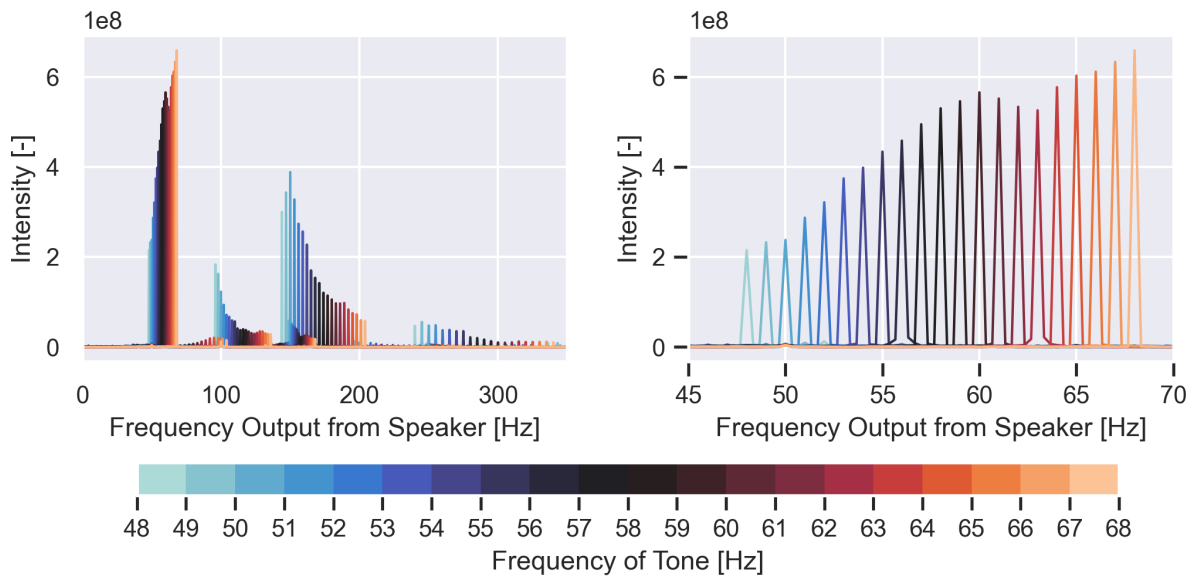 1e8
6
4
2
0
Intensity [-]
0 100 200 300
Frequency Output from Speaker [Hz]
1e8
6
4
2
0
Intensity [-]
45 50 55 60 65 70
Frequency Output from Speaker [Hz]
48 49 50 51 52 53 54 55 56 57 58 59 60 61 62 63 64 65 66 67 68
Frequency of Tone [Hz]